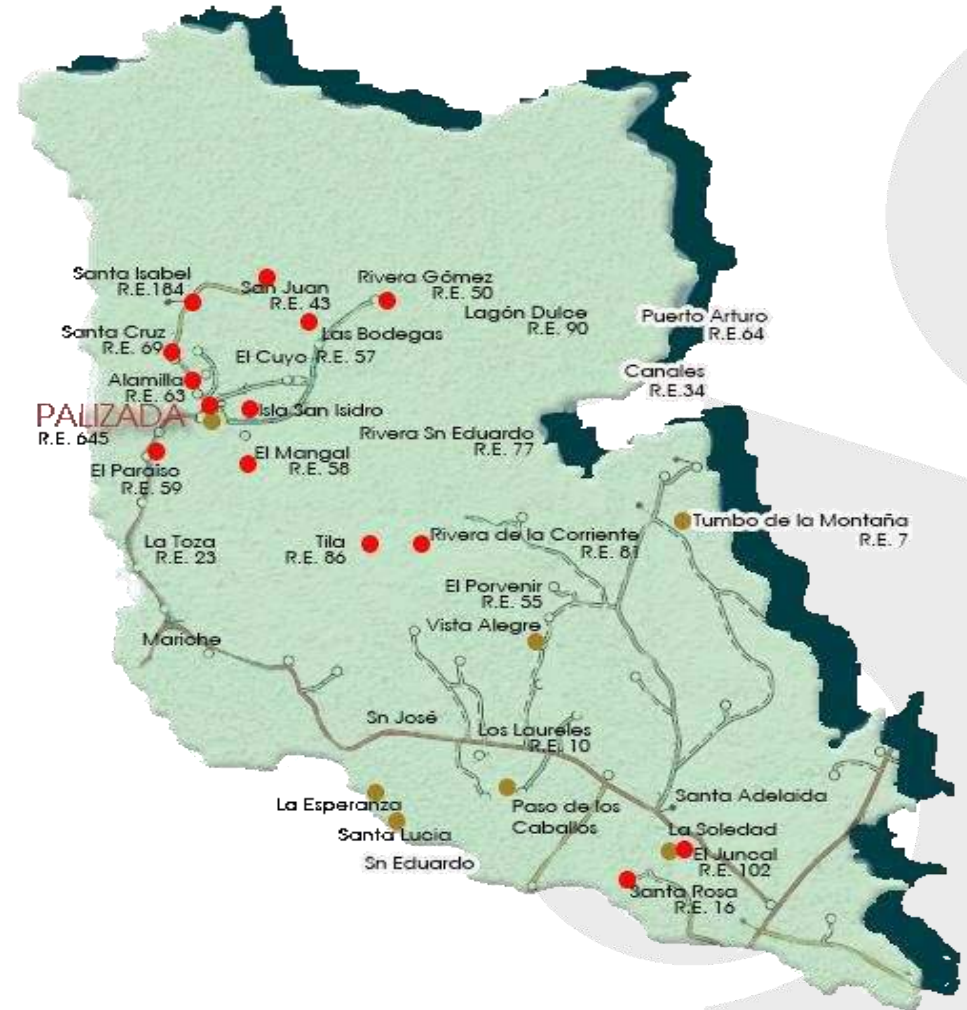 Santa Isabel
R.E.184
San Juan
R.E. 43
Rivera Gómez
R.E. 50
Lagón Dulce
R.E. 90
Puerto Arturo
R.E.64
Santa Cruz
R.E. 69
Las Bodegas
El Cuyo R.E. 57
Canales
R.E.34
Alamilla
R.E. 63
PALIZADA
R.E. 645
Isla San Isidro
Rivera Sn Eduardo
R.E. 77
El Mangal
R.E. 58
El Paraiso
R.E. 59
Tumbo de la Montaña
R.E. 7
La Toza
R.E. 23
Tila
R.E. 86
Rivera de la Corriente
R.E. 81
El Porvenir
R.E. 55
Vista Alegre
Mariche
Sn José
Los Laureles
R.E. 10
La Esperanza
Paso de los
Caballos
Santa Adelaida
Santa Lucia
La Soledad
Sn Eduardo
El Juncal
R.E. 102
Santa Rosa
R.E. 16